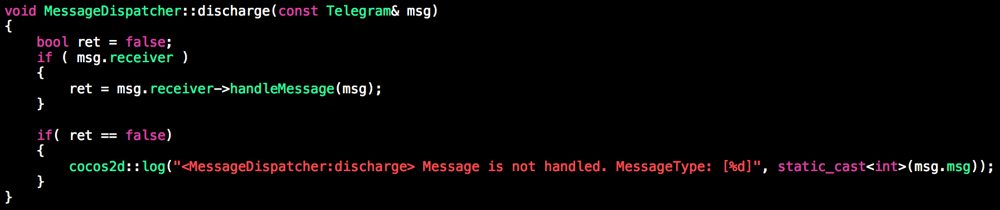 void MessageDispatcher::discharge(const Telegram& msg)
{
    bool ret = false;
    if ( msg.receiver )
    {
        ret = msg.receiver->handleMessage(msg);
    }

    if( ret == false)
    {
        cocos2d::log("<MessageDispatcher:discharge> Message is not handled. MessageType: [%d]", static_cast<int>(msg.msg));
    }
}